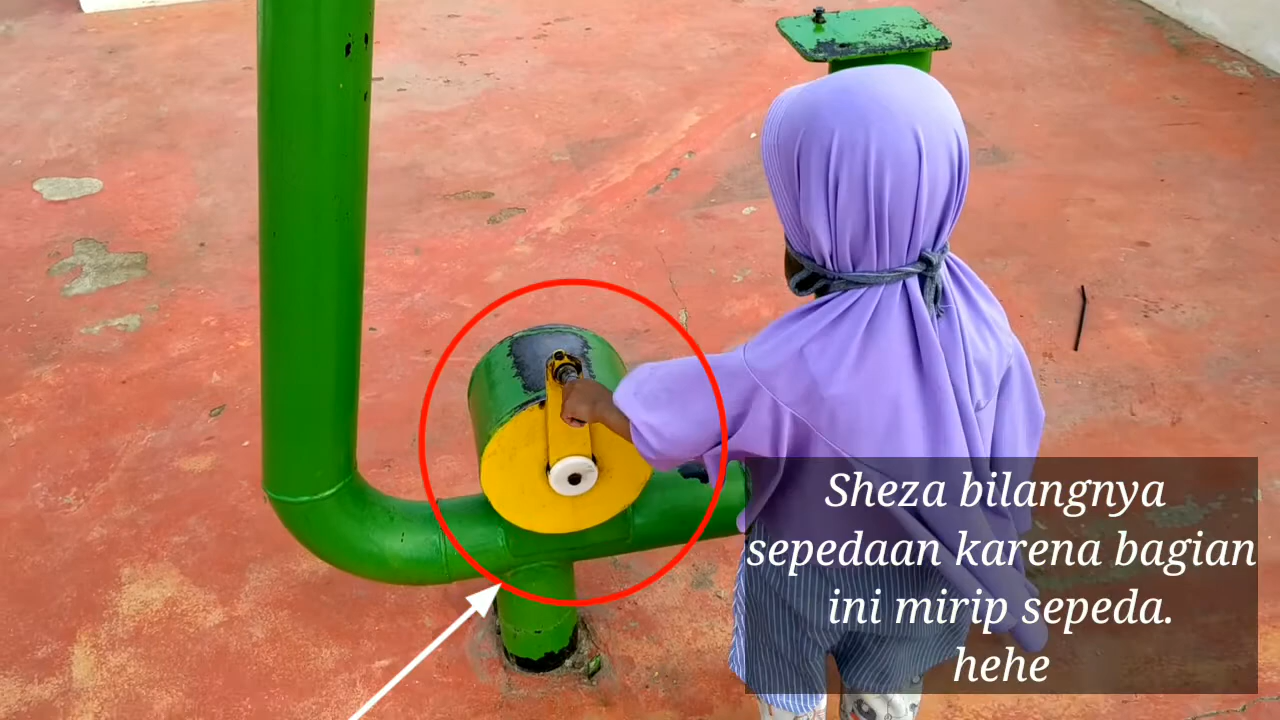 Sheza bilangnya
sepedaan karena bagian
ini mirip sepeda.
hehe